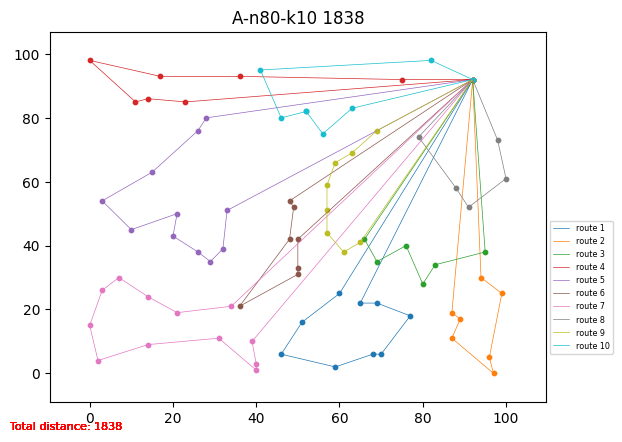 A-n80-k10 1838
100
80
60
40
20
0
0
20
40
60
80
100
route 1
route 2
route 3
route 4
route 5
route 6
route 7
route 8
route 9
route 10
Total distance: 1838